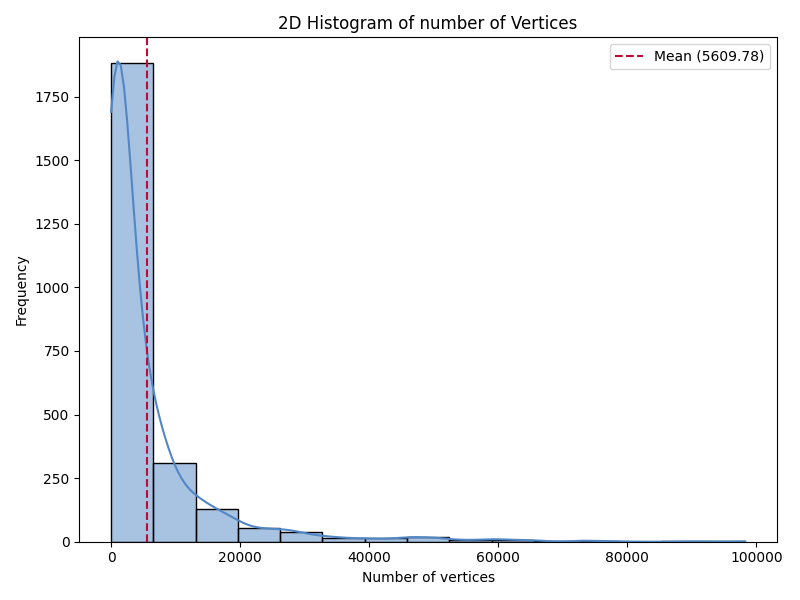 2D Histogram of number of Vertices
Mean (5609.78)
1750
1500
1250
1000
750
500
250
0
Frequency
0 20000 40000 60000 80000 100000
Number of vertices